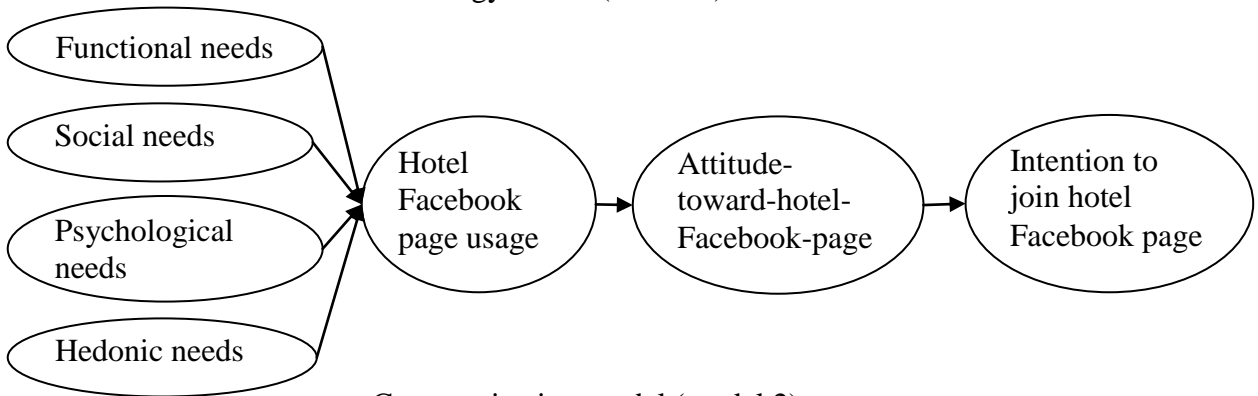 Functional needs
Social needs
Psychological
needs
Hedonic needs
Hotel
Facebook
page usage
Attitude-
toward-hotel-
Facebook-page
Intention to
join hotel
Facebook page